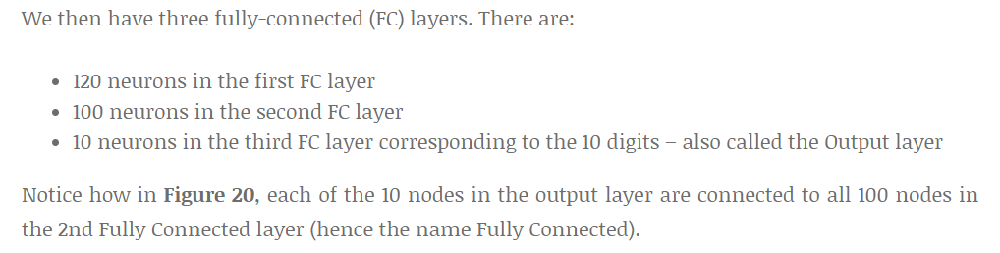 We then have three fully-connected (FC) layers. There are:
• 120 neurons in the first FC layer
• 100 neurons in the second FC layer
• 10 neurons in the third FC layer corresponding to the 10 digits – also called the Output layer
Notice how in Figure 20, each of the 10 nodes in the output layer are connected to all 100 nodes in
the 2nd Fully Connected layer (hence the name Fully Connected).